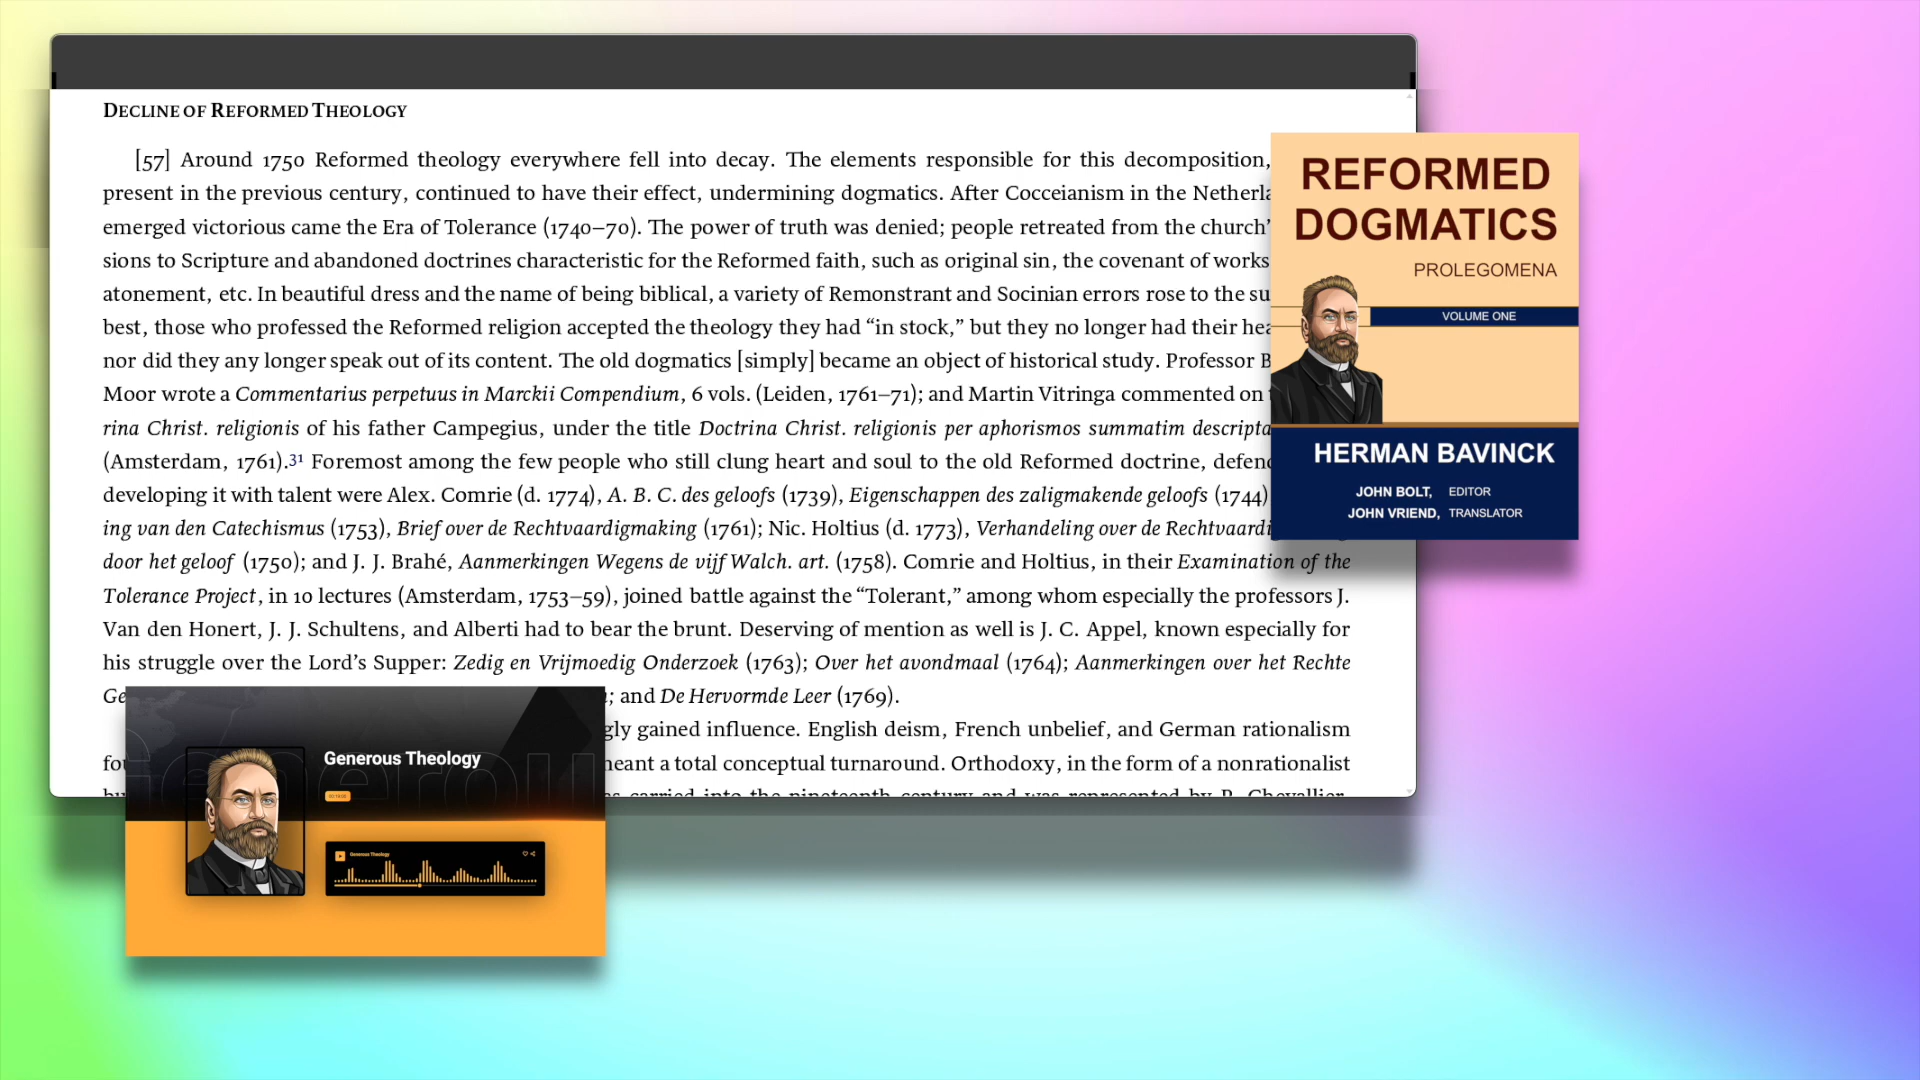 DECLINE OF REFORMED THEOLOGY
[57] Around 1750 Reformed theology everywhere fell into decay. The elements responsible for this decomposition,
present in the previous century, continued to have their effect, undermining dogmatics. After Cocceianism in the
emerged victorious came the Era of Tolerance (1740–70). The power of truth was denied; people retreated from the church’
sions to Scripture and abandoned doctrines characteristic for the Reformed faith, such as original sin, the covenant of works
atonement, etc. In beautiful dress and the name of being biblical, a variety of Remonstrant and Socinian errors rose to the
best, those who professed the Reformed religion accepted the theology they had “in stock,” but they no longer had their
nor did they any longer speak out of its content. The old dogmatics [simply] became an object of historical study. Professor
Moor wrote a Commentarius perpetuus in Marckii Compendium, 6 vols. (Leiden, 1761–71); and Martin Vitringa commented on
rina Christ. religionis of his father Campegius, under the title Doctrina Christ. religionis per aphorismos summatim descripta
(Amsterdam, 1761).31 Foremost among the few people who still clung heart and soul to the old Reformed doctrine,
developing it with talent were Alex. Comrie (d. 1774), A. B. C. des geloofs (1739), Eigenschappen des zaligmakende geloofs (1744)
ing van den Catechismus (1753), Brief over de Rechtvaardigmaking (1761); Nic. Holtius (d. 1773), Verhandeling over de
door het geloof (1750); and J. J. Brahé, Aanmerkingen Wegens de vijf Walch. art. (1758). Comrie and Holtius, in their Examination of the
Tolerance Project, in 10 lectures (Amsterdam, 1753–59), joined battle against the “Tolerant,” among whom especially the professors J.
Van den Honert, J. J. Schultens, and Alberti had to bear the brunt. Deserving of mention as well is J. C. Appel, known especially for
his struggle over the Lord’s Supper: Zedig en Vrijmoedig Onderzoek (1763); Over het avondmaal (1764); Aanmerkingen over het Rechte
and De Hervormde Leer (1769).
gained influence. English deism, French unbelief, and German rationalism
meant a total conceptual turnaround. Orthodoxy, in the form of a nonrationalist
carried into the nineteenth century and was represented by P. Chevallier,
REFORMED
DOGMATICS
PROLEGOMENA
VOLUME ONE
HERMAN BAVINCK
JOHN BOLT, EDITOR
JOHN VRIEND, TRANSLATOR
Generous Theology
Generous Theology